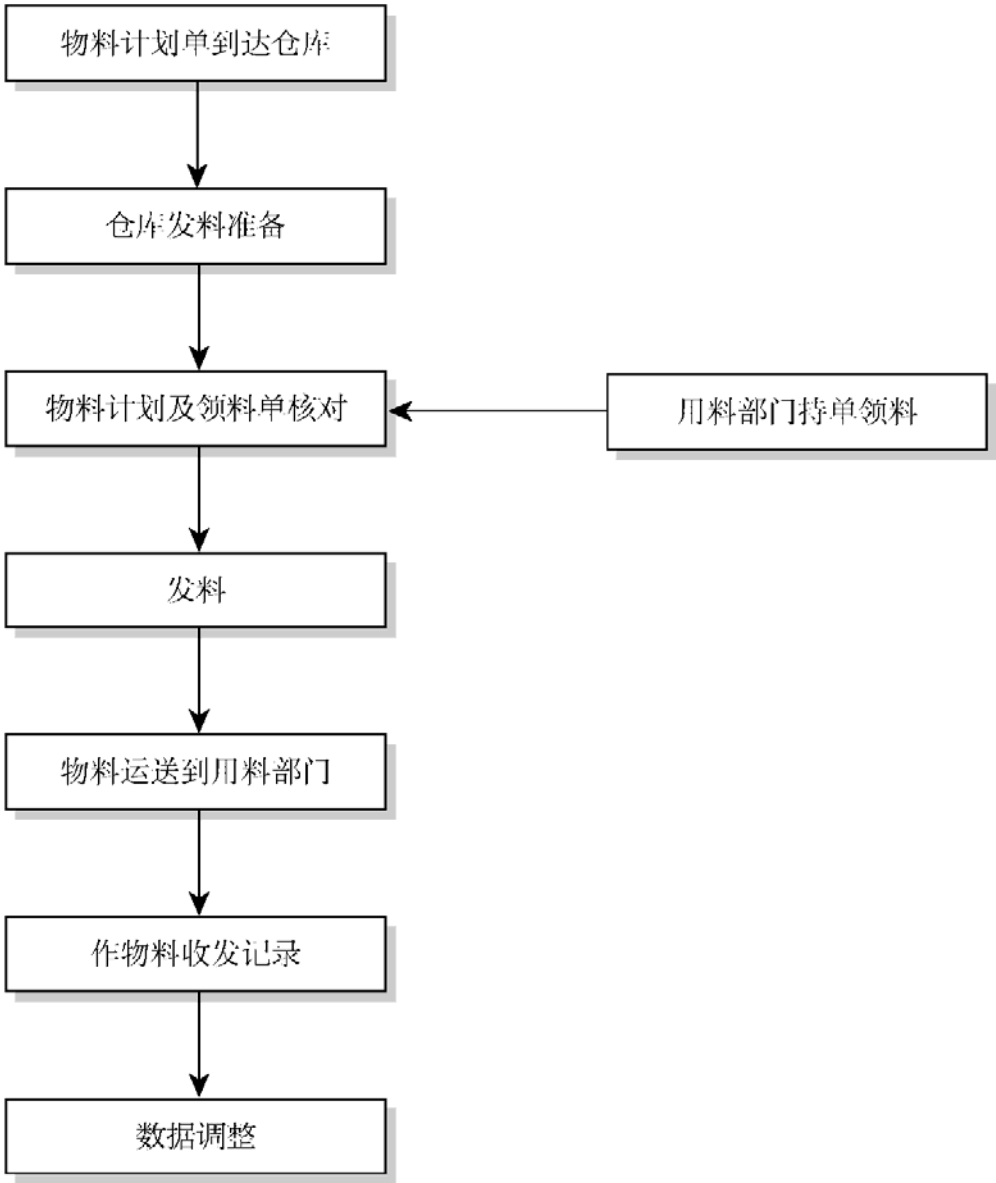 物料计划单到达仓库
仓库发料准备
物料计划及领料单核对
用料部门持单领料
发料
物料运送到用料部门
作物料收发记录
数据调整